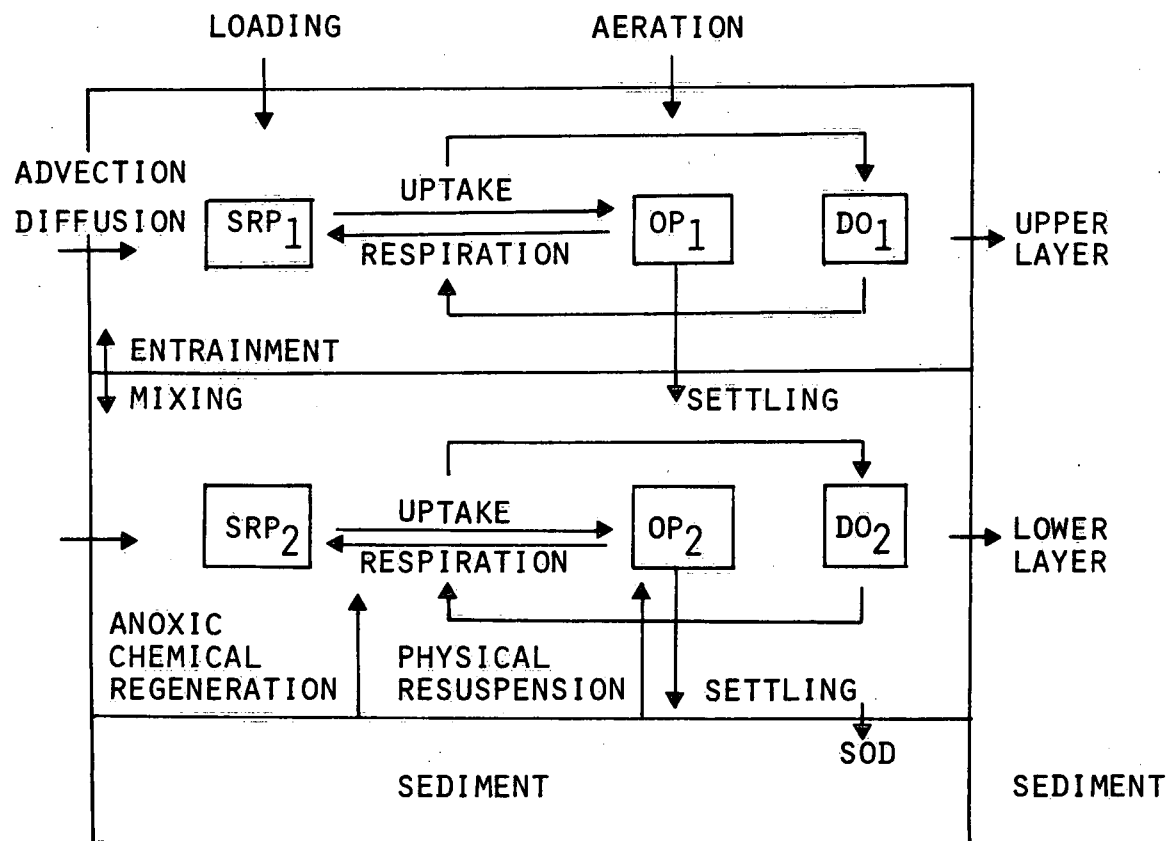 LOADING
AERATION
ADVECTION
DIFFUSION
SRP1
UPTAKE
RESPIRATION
OP1
DO1
UPPER
LAYER
ENTRAINMENT
MIXING
SETTLING
SRP2
UPTAKE
RESPIRATION
OP2
DO2
LOWER
LAYER
ANOXIC
CHEMICAL
REGENERATION
PHYSICAL
RESUSPENSION
SETTLING
SOD
SEDIMENT
SEDIMENT